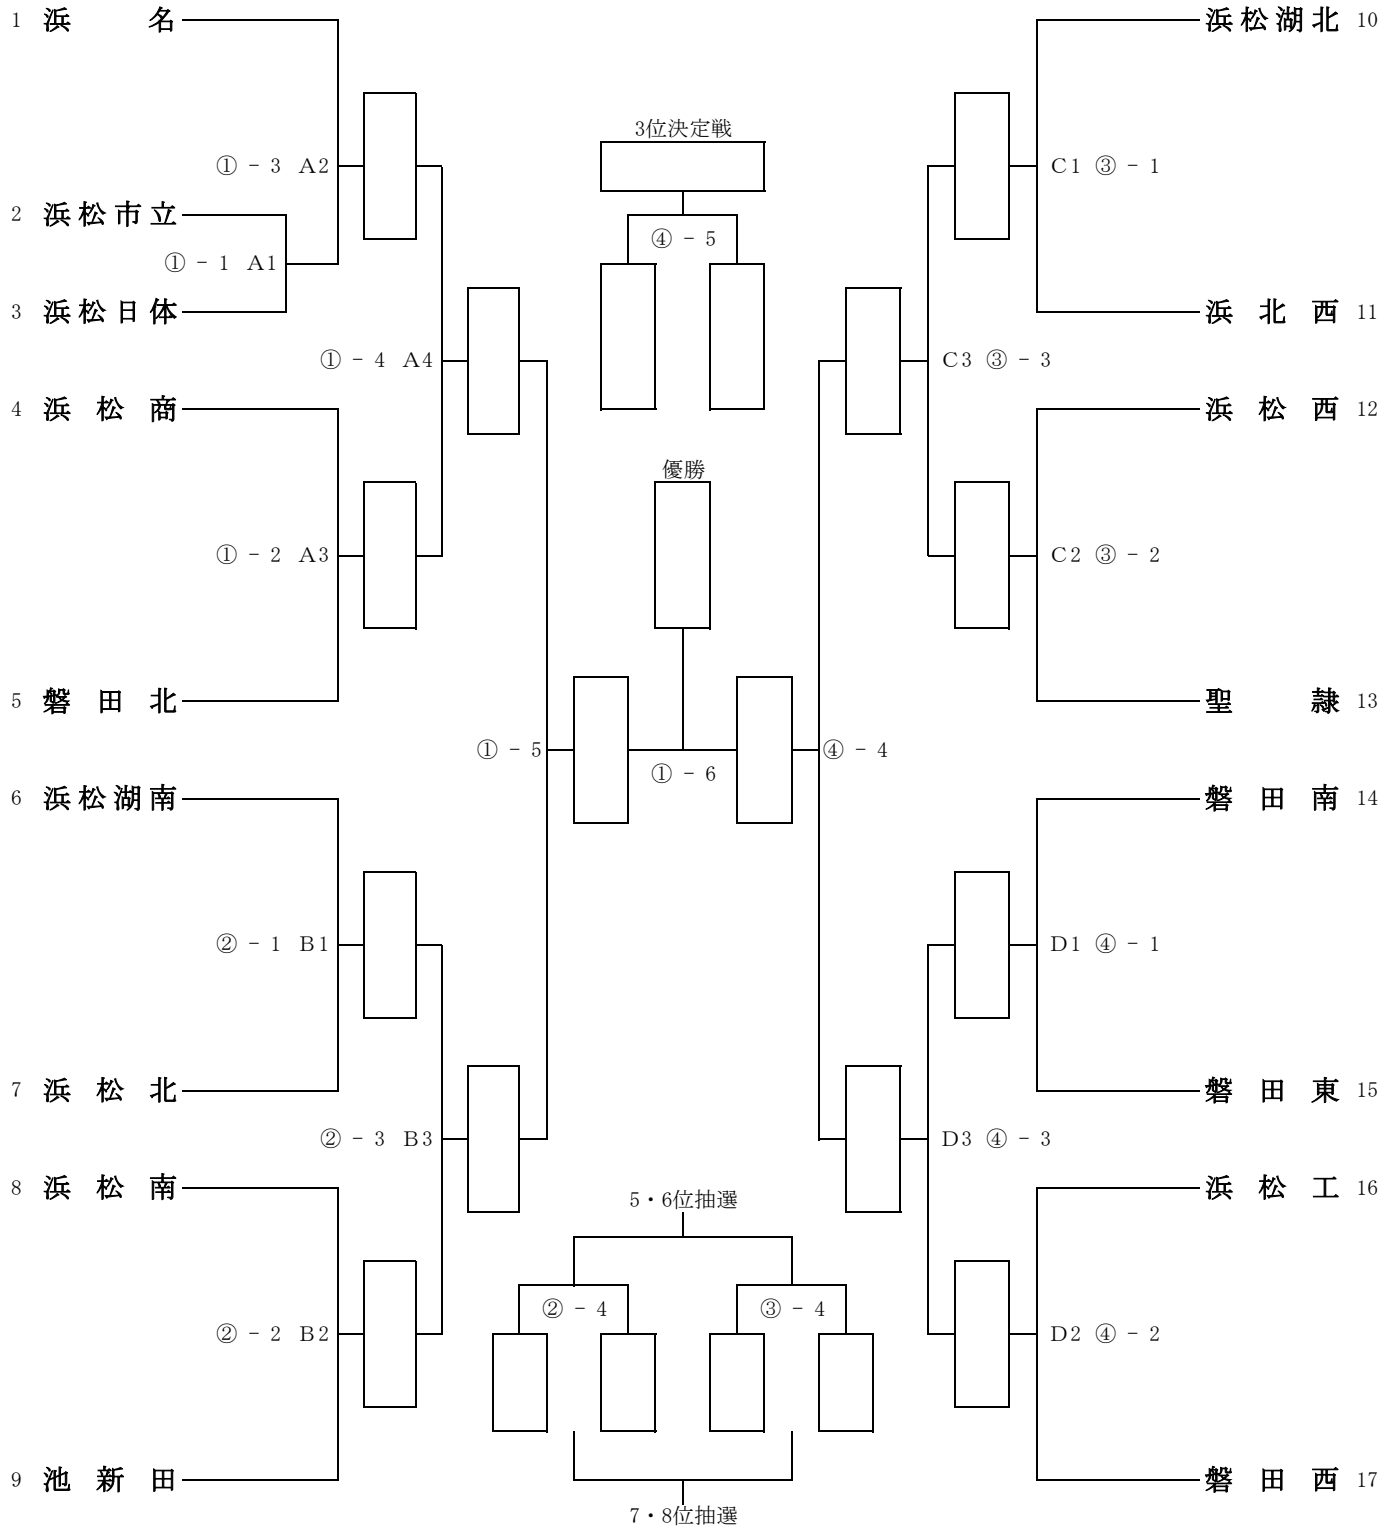 1 浜名
浜松湖北 10
3位決定戦
①－3 A2
C1 ③－1
2 浜松市立
④－5
①－1 A1
3 浜松日体
浜北西 11
①－4 A4
C3 ③－3
4 浜松商
浜松西 12
優勝
①－2 A3
C2 ③－2
5 磐田北
聖隷 13
①－5
④－4
①－6
6 浜松湖南
磐田南 14
②－1 B1
D1 ④－1
7 浜松北
磐田東 15
②－3 B3
D3 ④－3
8 浜松南
浜松工 16
5・6位抽選
②－4
③－4
②－2 B2
D2 ④－2
9 池新田
磐田西 17
7・8位抽選